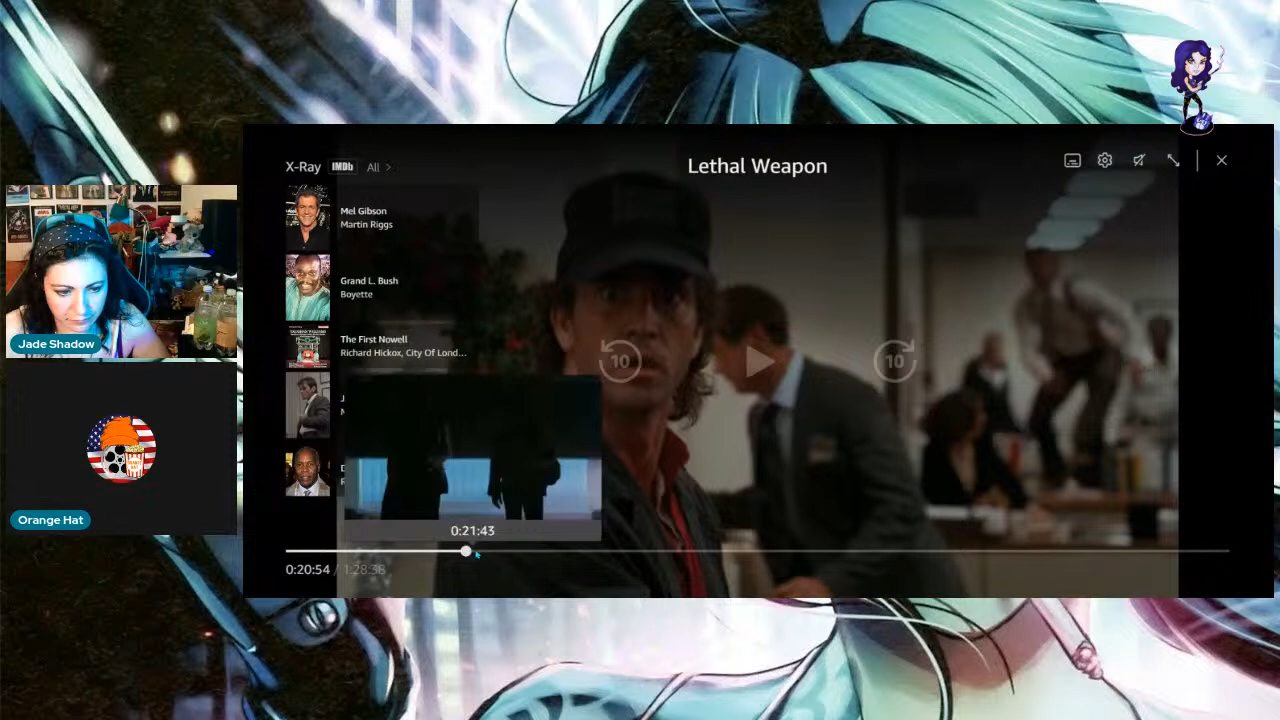 X-Ray IMDb All >
Lethal Weapon
Mel Gibson
Martin Riggs
Grand L. Bush
Boyette
The First Nowell
Richard Hickox, City Of Lond...
10
10
Jade Shadow
Orange Hat
0:21:43
0:20:54 / 1:28:38